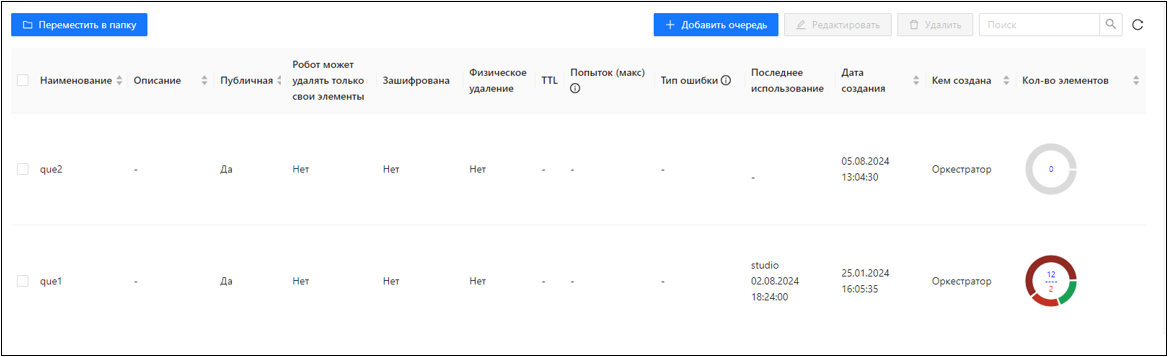 Переместить в папку
Добавить очередь
Редактировать
Удалить
Поиск
Наименование
Описание
Публичная
Робот может
удалять только
свои элементы
Зашифрована
Физическое
удаление
TTL
Попыток (макс)
Тип ошибки
Последнее
использование
Дата
создания
Кем создана
Кол-во элементов
que2
-
Да
Нет
Нет
Нет
-
-
-
-
05.08.2024
13:04:30
Оркестратор
0
que1
-
Да
Нет
Нет
Нет
-
-
-
studio
02.08.2024
18:24:00
25.01.2024
16:05:35
Оркестратор
12
----
2